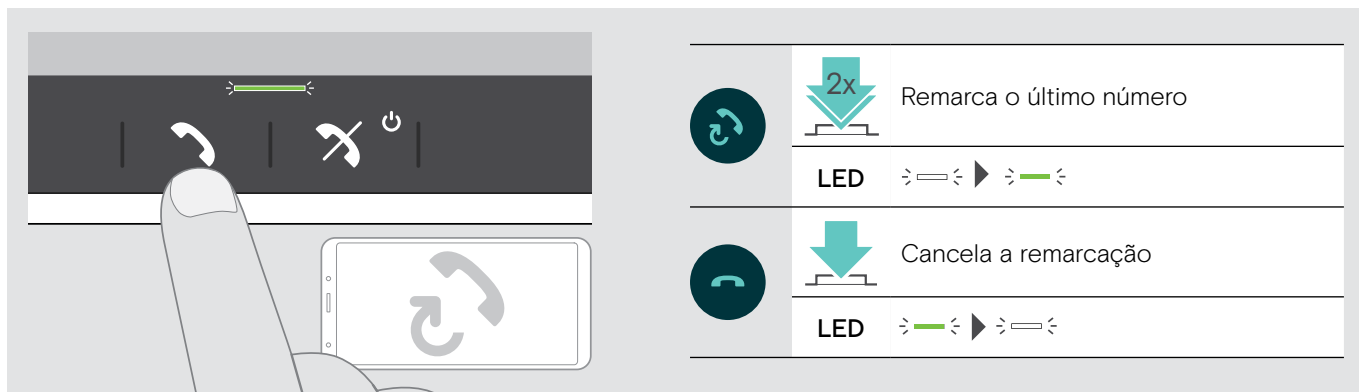 2x
Remarca o último número
LED
Cancela a remarcação
LED